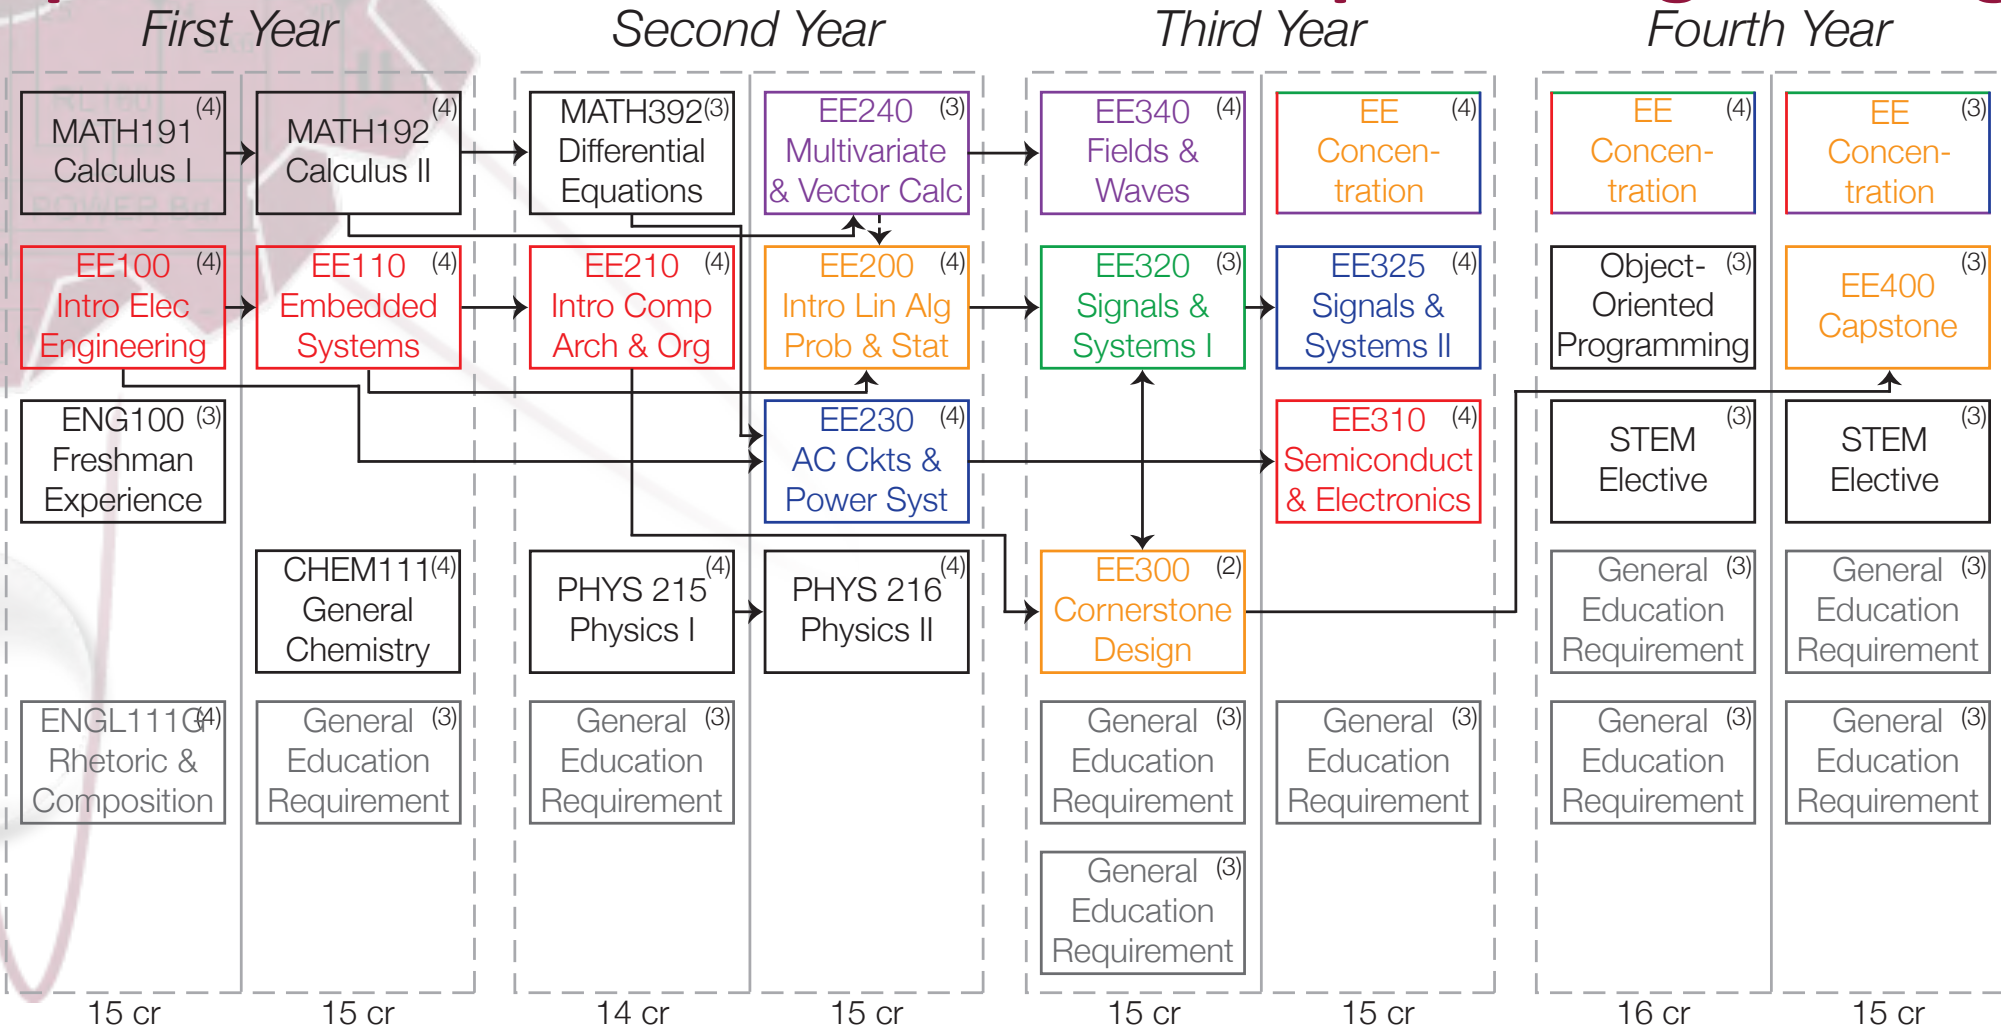 First Year
Second Year
Third Year
Fourth Year
MATH191 (4)
Calculus I
MATH192 (4)
Calculus II
MATH392 (3)
Differential
Equations
EE240 (3)
Multivariate
& Vector Calc
EE340 (4)
Fields &
Waves
EE (4)
Concen-
tration
EE (4)
Concen-
tration
EE (3)
Concen-
tration
EE100 (4)
Intro Elec
Engineering
EE110 (4)
Embedded
Systems
EE210 (4)
Intro Comp
Arch & Org
EE200 (4)
Intro Lin Alg
Prob & Stat
EE320 (3)
Signals &
Systems I
EE325 (4)
Signals &
Systems II
Object- (3)
Oriented
Programming
EE400 (3)
Capstone
ENG100 (3)
Freshman
Experience
EE230 (4)
AC Ckts &
Power Syst
EE310 (4)
Semiconduct
& Electronics
STEM (3)
Elective
STEM (3)
Elective
CHEM111 (4)
General
Chemistry
PHYS 215 (4)
Physics I
PHYS 216 (4)
Physics II
EE300 (2)
Cornerstone
Design
General (3)
Education
Requirement
General (3)
Education
Requirement
ENGL111G (4)
Rhetoric &
Composition
General (3)
Education
Requirement
General (3)
Education
Requirement
General (3)
Education
Requirement
General (3)
Education
Requirement
General (3)
Education
Requirement
General (3)
Education
Requirement
General (3)
Education
Requirement
15 cr
15 cr
14 cr
15 cr
15 cr
15 cr
16 cr
15 cr